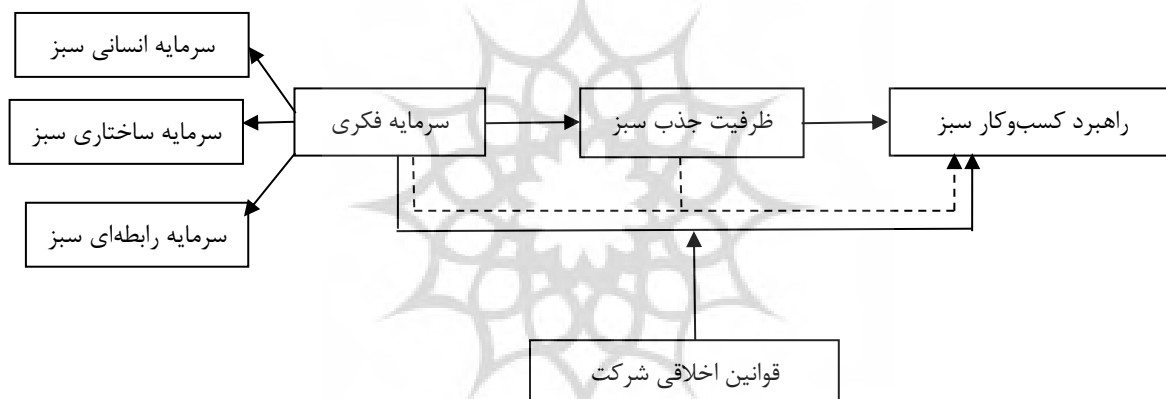 سرمایه انسانی سبز
سرمایه فکری
ظرفیت جذب سبز
راهبرد کسب‌وکار سبز
سرمایه ساختاری سبز
سرمایه رابطه‌ای سبز
قوانین اخلاقی شرکت